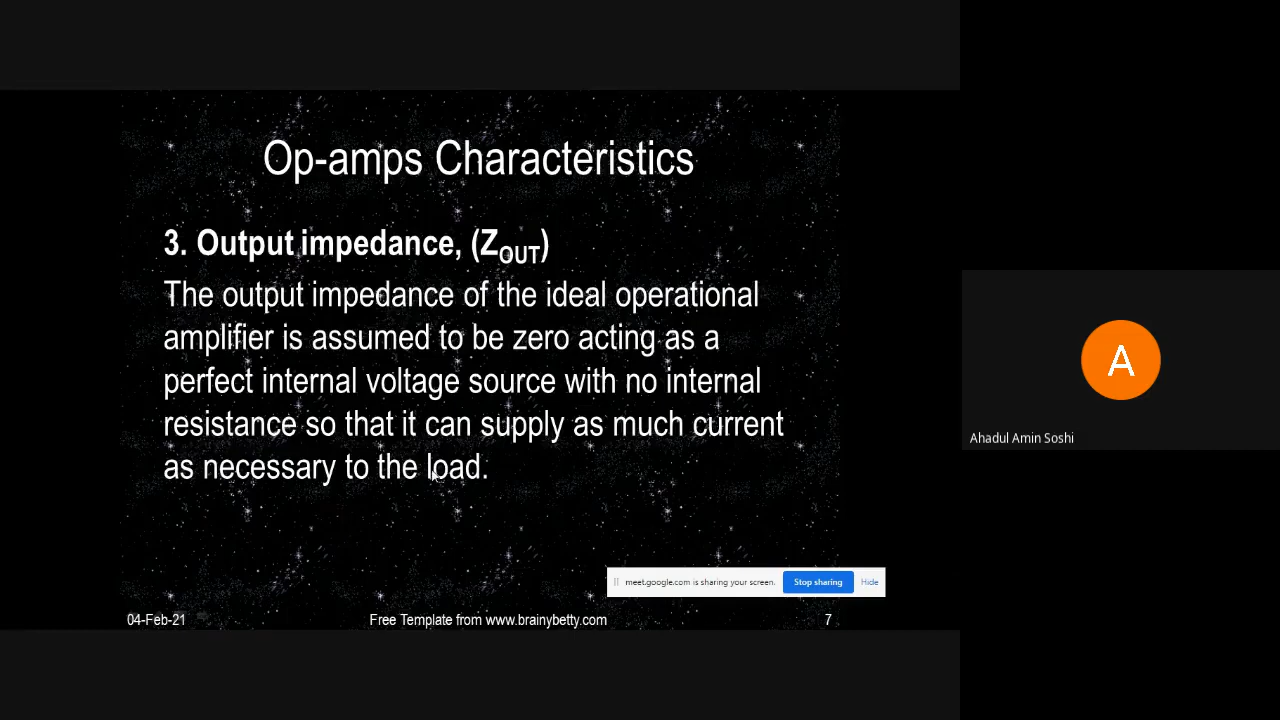 Op-amps Characteristics
3. Output impedance, (ZOUT)
The output impedance of the ideal operational
amplifier is assumed to be zero acting as a
perfect internal voltage source with no internal
resistance so that it can supply as much current
as necessary to the load.
meet.google.com is sharing your screen.
Stop sharing
Hide
04-Feb-21
Free Template from www.brainybetty.com
7
A
Ahadul Amin Soshi